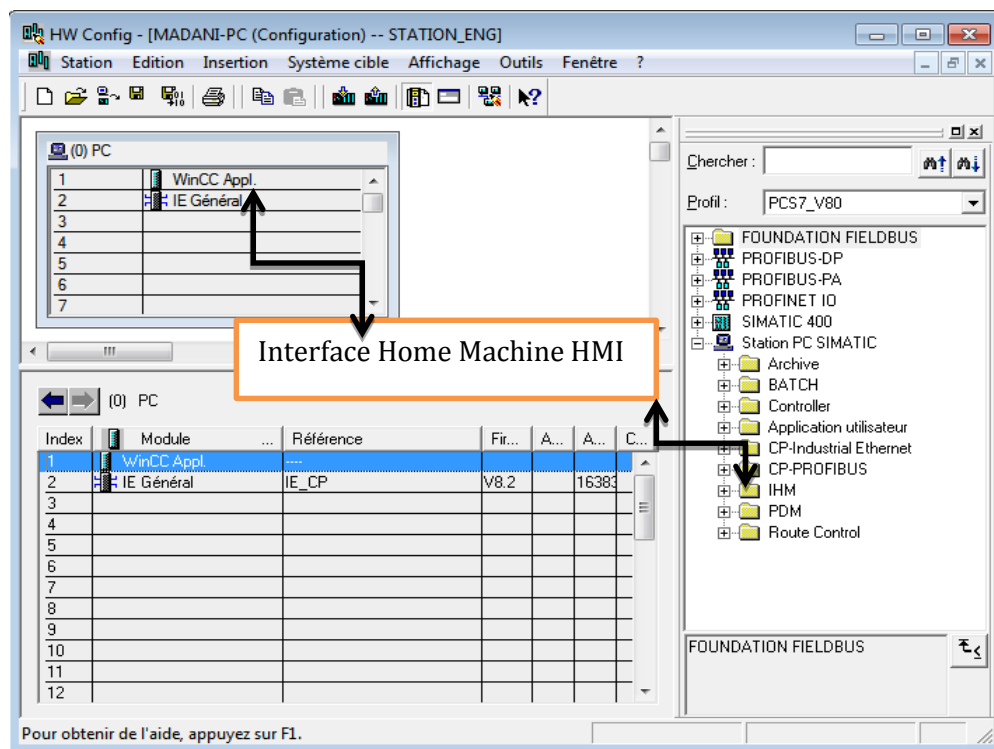 HW Config - [MADANI-PC (Configuration) -- STATION_ENG]
Station Edition Insertion Système cible Affichage Outils Fenêtre ?
(0) PC
1 WinCC Appl.
2 IE Général
3
4
5
6
7
Interface Home Machine HMI
(0) PC
Index Module ... Référence Fir... A... A... C...
1 WinCC Appl. ----
2 IE Général IE_CP V8.2 16383
3
4
5
6
7
8
9
10
11
12
Chercher :
Profil : PCS7_V80
FOUNDATION FIELDBUS
PROFIBUS-DP
PROFIBUS-PA
PROFINET IO
SIMATIC 400
Station PC SIMATIC
Archive
BATCH
Controller
Application utilisateur
CP-Industrial Ethernet
CP-PROFIBUS
IHM
PDM
Route Control
FOUNDATION FIELDBUS
Pour obtenir de l'aide, appuyez sur F1.